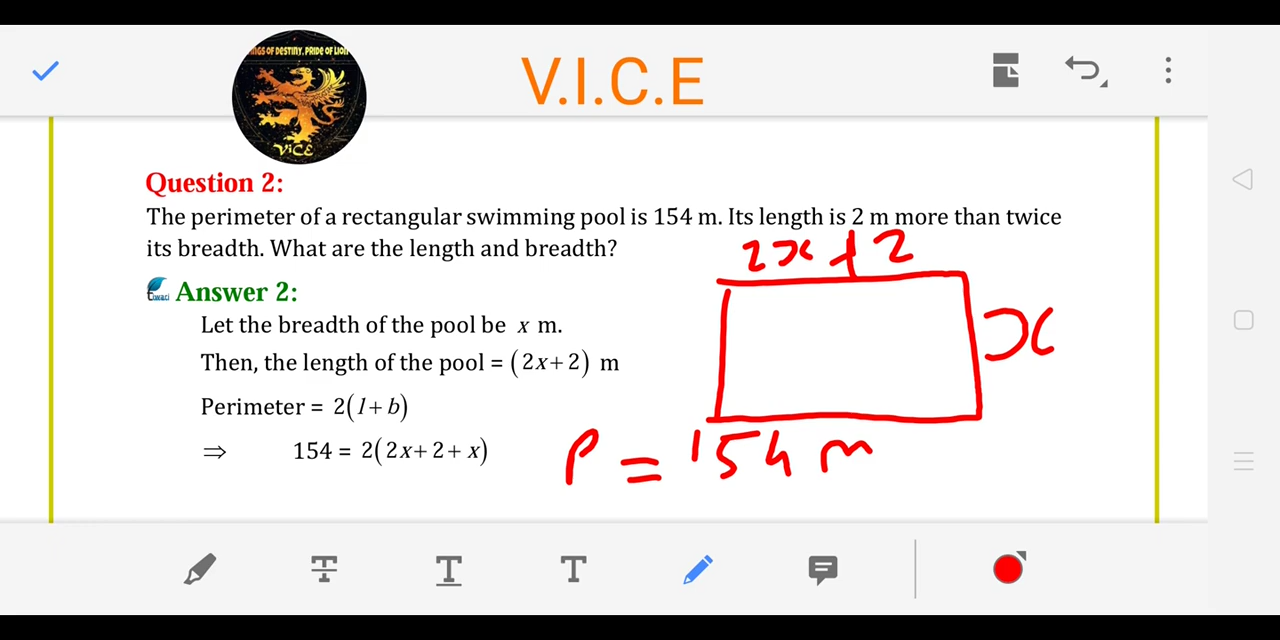 INGS OF DESTINY, PRIDE OF LION
ViCE
V.I.C.E
Question 2:
The perimeter of a rectangular swimming pool is 154 m. Its length is 2 m more than twice
its breadth. What are the length and breadth?
2x+2
Answer 2:
Let the breadth of the pool be x m.
x
Then, the length of the pool = (2x+2) m
Perimeter = 2(l+b)
⇒ 154 = 2(2x+2+x)
P = 154 m
T T T